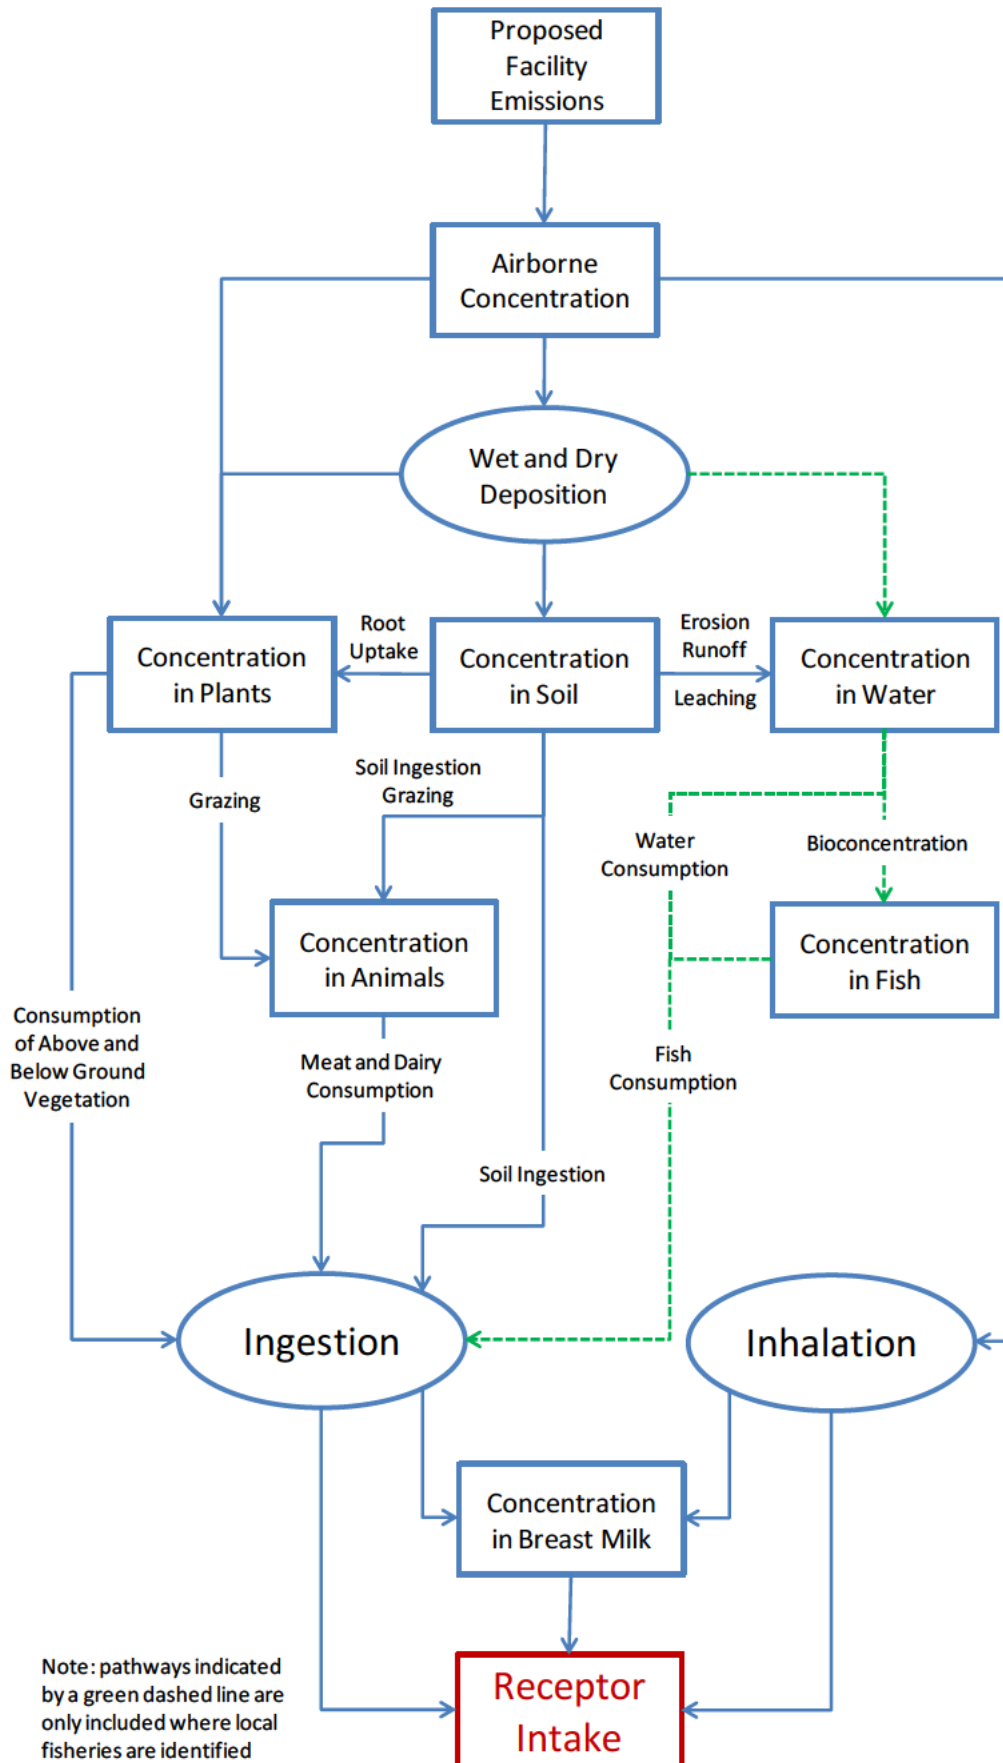 Proposed
Facility
Emissions
Airborne
Concentration
Wet and Dry
Deposition
Root
Uptake
Erosion
Runoff
Leaching
Concentration
in Plants
Concentration
in Soil
Concentration
in Water
Grazing
Soil Ingestion
Grazing
Water
Consumption
Bioconcentration
Concentration
in Animals
Concentration
in Fish
Consumption
of Above and
Below Ground
Vegetation
Meat and Dairy
Consumption
Fish
Consumption
Soil Ingestion
Ingestion
Inhalation
Concentration
in Breast Milk
Receptor
Intake
Note: pathways indicated
by a green dashed line are
only included where local
fisheries are identified